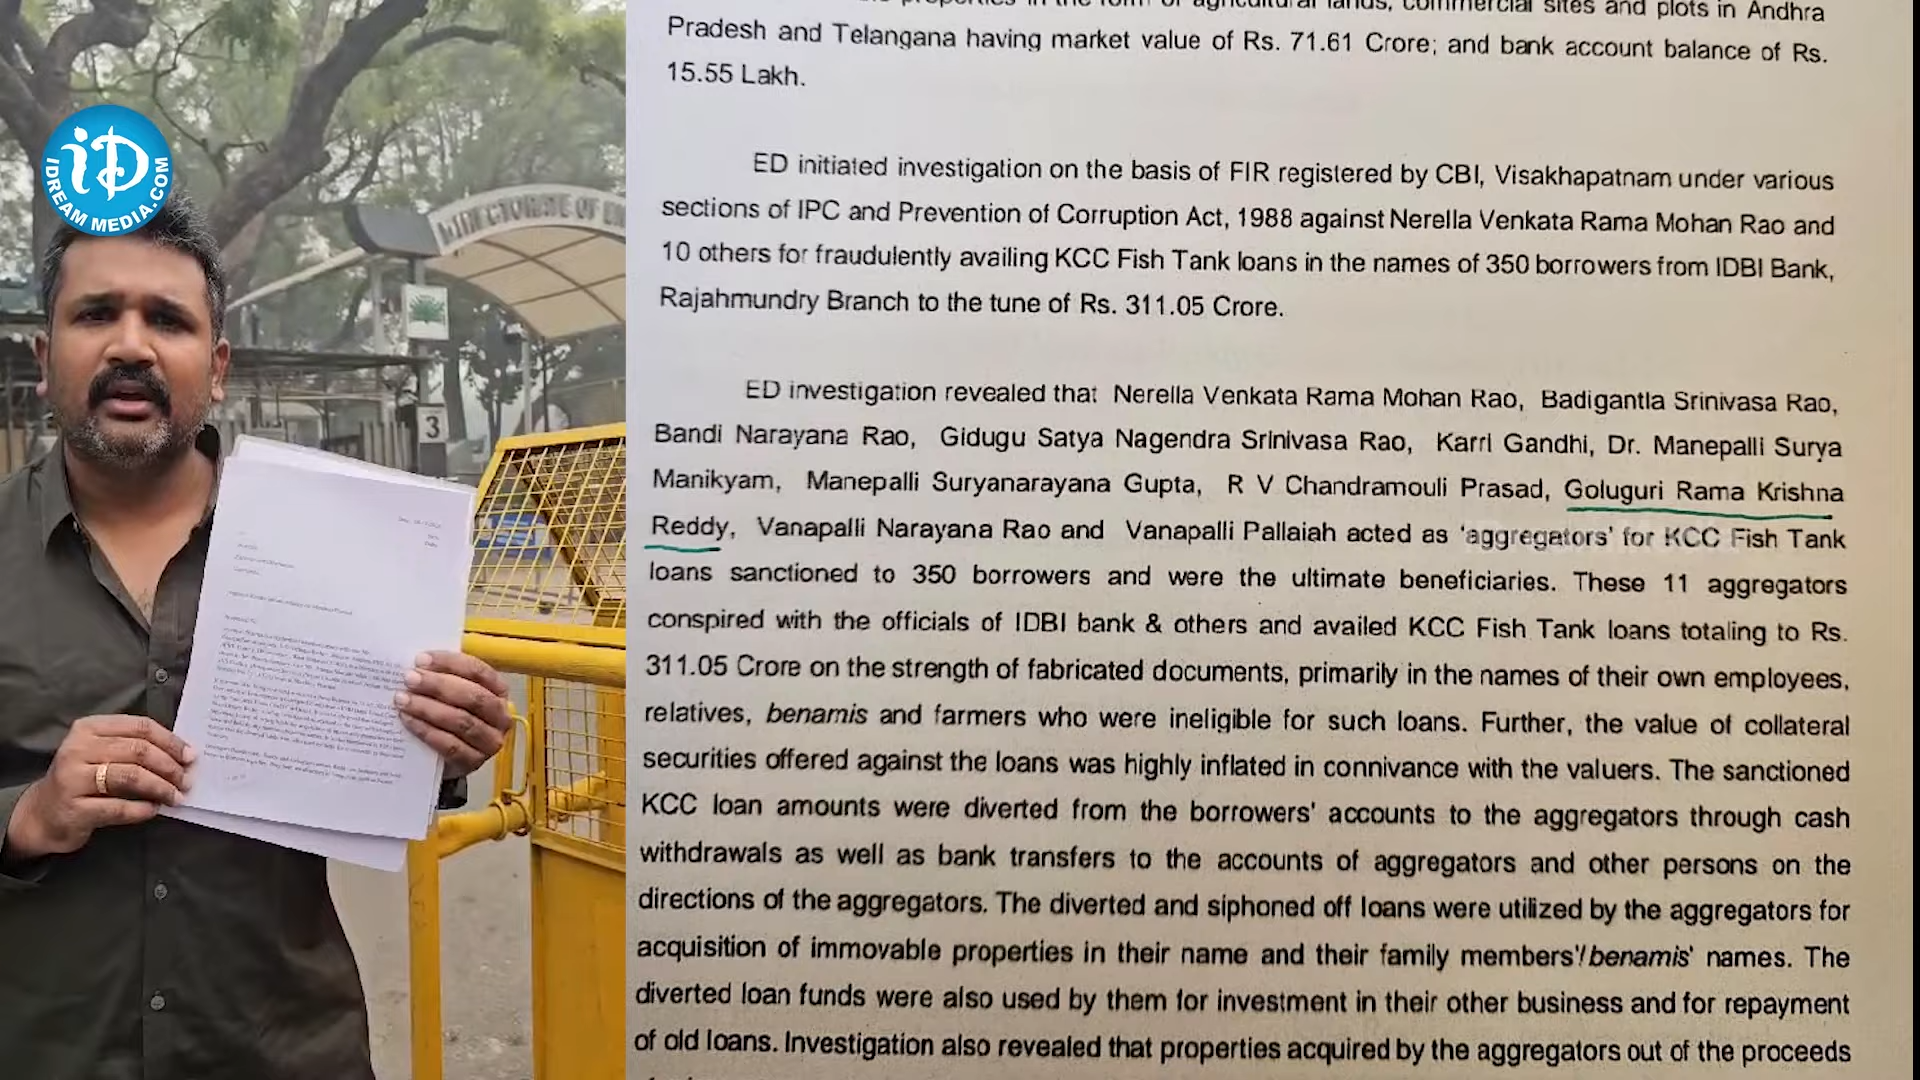 iD
IDREAM MEDIA.COM
3
properties in the form of agricultural lands, commercial sites and plots in Andhra
Pradesh and Telangana having market value of Rs. 71.61 Crore; and bank account balance of Rs.
15.55 Lakh.
ED initiated investigation on the basis of FIR registered by CBI, Visakhapatnam under various
sections of IPC and Prevention of Corruption Act, 1988 against Nerella Venkata Rama Mohan Rao and
10 others for fraudulently availing KCC Fish Tank loans in the names of 350 borrowers from IDBI Bank,
Rajahmundry Branch to the tune of Rs. 311.05 Crore.
ED investigation revealed that Nerella Venkata Rama Mohan Rao, Badigantla Srinivasa Rao,
Bandi Narayana Rao, Gidugu Satya Nagendra Srinivasa Rao, Karri Gandhi, Dr. Manepalli Surya
Manikyam, Manepalli Suryanarayana Gupta, R V Chandramouli Prasad, Goluguri Rama Krishna
Reddy, Vanapalli Narayana Rao and Vanapalli Pallaiah acted as 'aggregators' for KCC Fish Tank
loans sanctioned to 350 borrowers and were the ultimate beneficiaries. These 11 aggregators
conspired with the officials of IDBI bank & others and availed KCC Fish Tank loans totaling to Rs.
311.05 Crore on the strength of fabricated documents, primarily in the names of their own employees,
relatives, benamis and farmers who were ineligible for such loans. Further, the value of collateral
securities offered against the loans was highly inflated in connivance with the valuers. The sanctioned
KCC loan amounts were diverted from the borrowers' accounts to the aggregators through cash
withdrawals as well as bank transfers to the accounts of aggregators and other persons on the
directions of the aggregators. The diverted and siphoned off loans were utilized by the aggregators for
acquisition of immovable properties in their name and their family members'/benamis' names. The
diverted loan funds were also used by them for investment in their other business and for repayment
of old loans. Investigation also revealed that properties acquired by the aggregators out of the proceeds